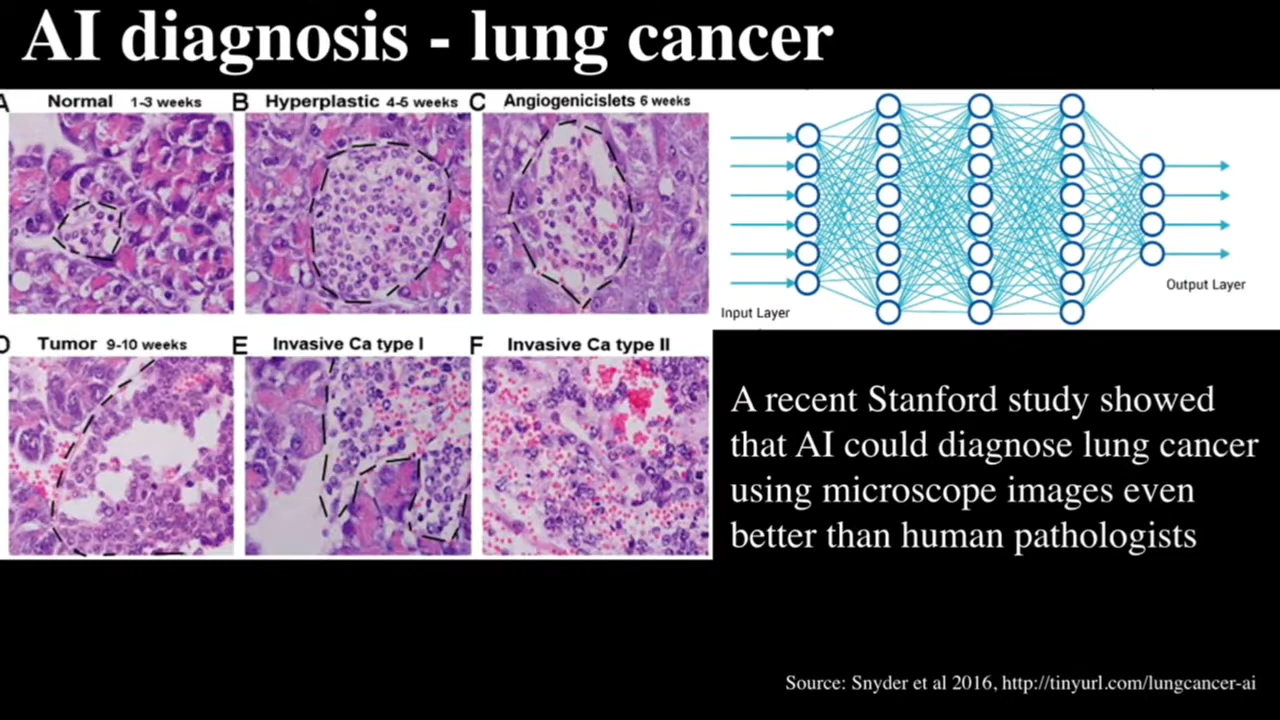 AI diagnosis - lung cancer
A Normal 1-3 weeks B Hyperplastic 4-5 weeks C Angiogenicislets 6 weeks
D Tumor 9-10 weeks E Invasive Ca type I F Invasive Ca type II
Input Layer
Output Layer
A recent Stanford study showed
that AI could diagnose lung cancer
using microscope images even
better than human pathologists
Source: Snyder et al 2016, http://tinyurl.com/lungcancer-ai